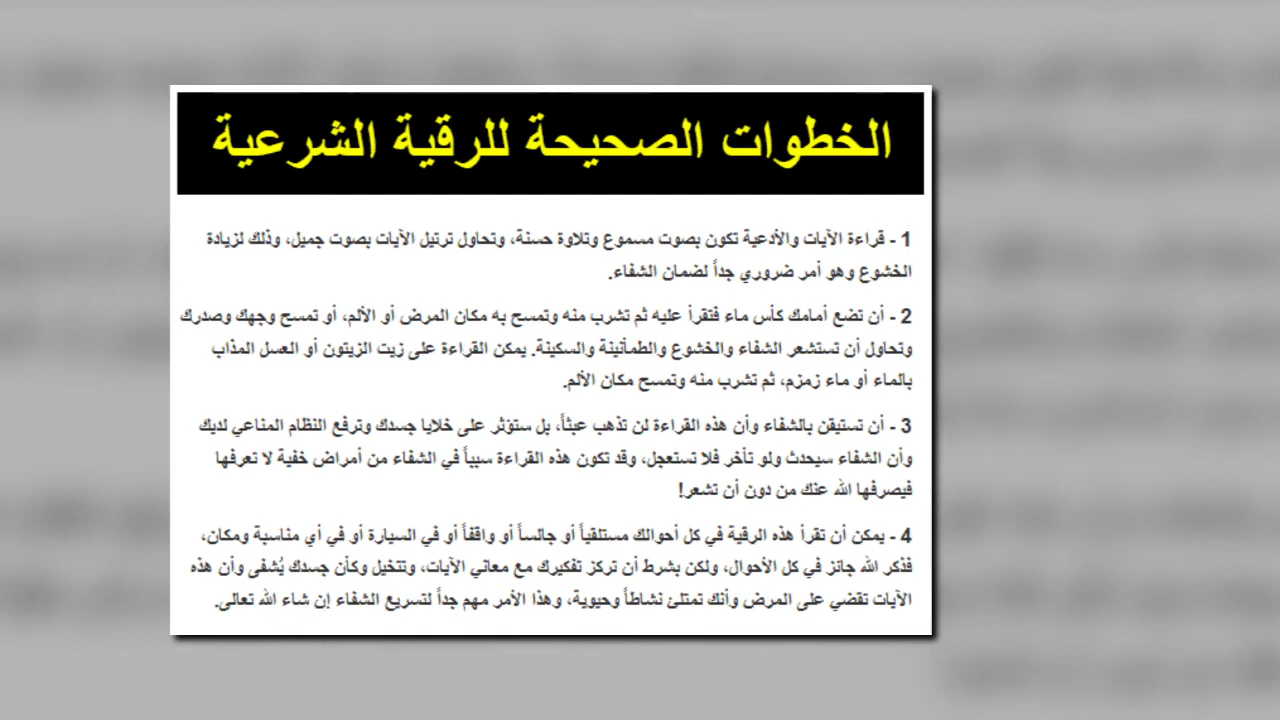 الخطوات الصحيحة للرقية الشرعية
1 - قراءة الآيات والأدعية تكون بصوت مسموع وتلاوة حسنة، وتحاول ترتيل الآيات بصوت جميل، وذلك لزيادة
الخشوع وهو أمر ضروري جداً لضمان الشفاء.
2 - أن تضع أمامك كأس ماء فتقرأ عليه ثم تشرب منه وتمسح به مكان المرض أو الألم، أو تمسح وجهك وصدرك
وتحاول أن تستشعر الشفاء والخشوع والطمأنينة والسكينة. يمكن القراءة على زيت الزيتون أو العسل المذاب
بالماء أو ماء زمزم، ثم تشرب منه وتمسح مكان الألم.
3 - أن تستيقن بالشفاء وأن هذه القراءة لن تذهب عبثاً، بل ستؤثر على خلايا جسدك وترفع النظام المناعي لديك
وأن الشفاء سيحدث ولو تأخر فلا تستعجل، وقد تكون هذه القراءة سبباً في الشفاء من أمراض خفية لا تعرفها
فيصرفها الله عنك من دون أن تشعر!
4 - يمكن أن تقرأ هذه الرقية في كل أحوالك مستلقياً أو جالساً أو واقفاً أو في السيارة أو في أي مناسبة ومكان،
فذكر الله جائز في كل الأحوال، ولكن بشرط أن تركز تفكيرك مع معاني الآيات، وتتخيل وكأن جسدك يُشفى وأن هذه
الآيات تقضي على المرض وأنك تمتلئ نشاطاً وحيوية، وهذا الأمر مهم جداً لتسريع الشفاء إن شاء الله تعالى.